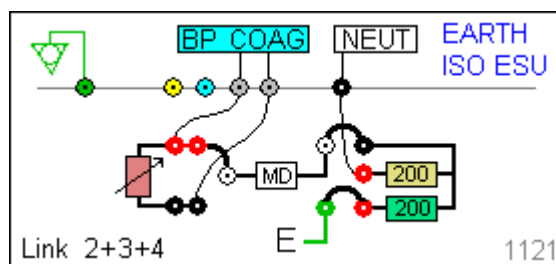 BP COAG NEUT EARTH
ISO ESU
MD
200
200
E
Link 2+3+4 1121